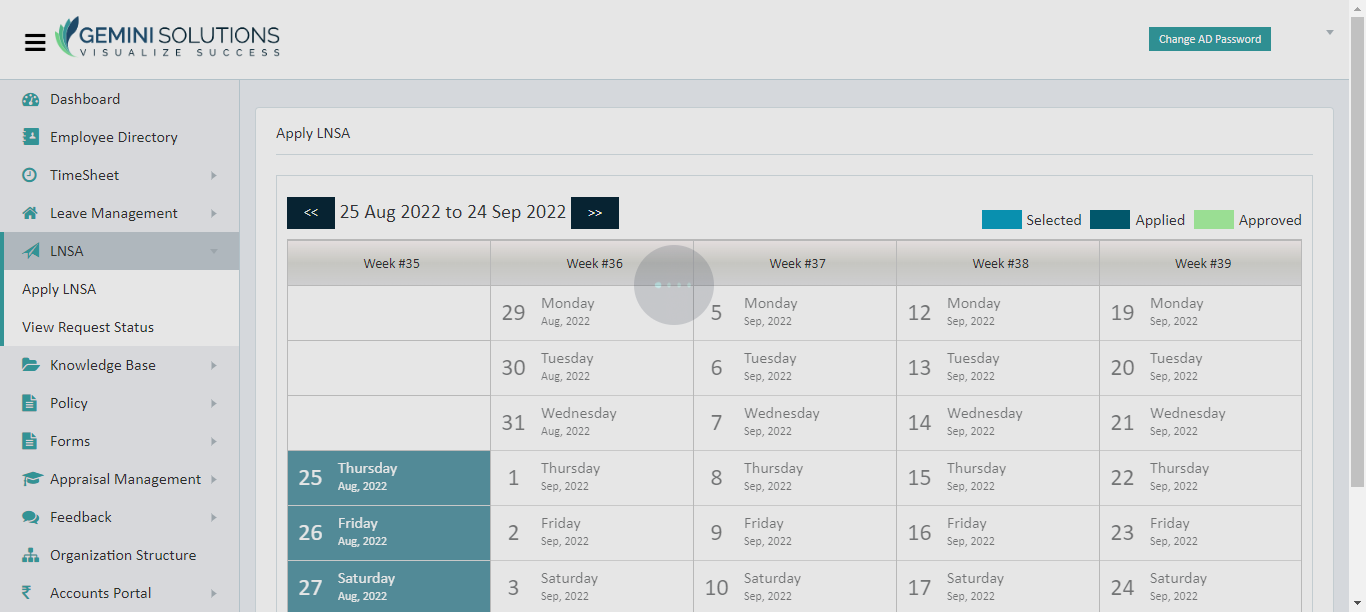 GEMINI SOLUTIONS
VISUALIZE SUCCESS
Change AD Password
Dashboard
Employee Directory
TimeSheet
Leave Management
LNSA
Apply LNSA
View Request Status
Knowledge Base
Policy
Forms
Appraisal Management
Feedback
Organization Structure
Accounts Portal
Apply LNSA
<< 25 Aug 2022 to 24 Sep 2022 >>
Selected Applied Approved
Week #35 Week #36 Week #37 Week #38 Week #39
29 Monday Aug, 2022 5 Monday Sep, 2022 12 Monday Sep, 2022 19 Monday Sep, 2022
30 Tuesday Aug, 2022 6 Tuesday Sep, 2022 13 Tuesday Sep, 2022 20 Tuesday Sep, 2022
31 Wednesday Aug, 2022 7 Wednesday Sep, 2022 14 Wednesday Sep, 2022 21 Wednesday Sep, 2022
25 Thursday Aug, 2022 1 Thursday Sep, 2022 8 Thursday Sep, 2022 15 Thursday Sep, 2022 22 Thursday Sep, 2022
26 Friday Aug, 2022 2 Friday Sep, 2022 9 Friday Sep, 2022 16 Friday Sep, 2022 23 Friday Sep, 2022
27 Saturday Aug, 2022 3 Saturday Sep, 2022 10 Saturday Sep, 2022 17 Saturday Sep, 2022 24 Saturday Sep, 2022